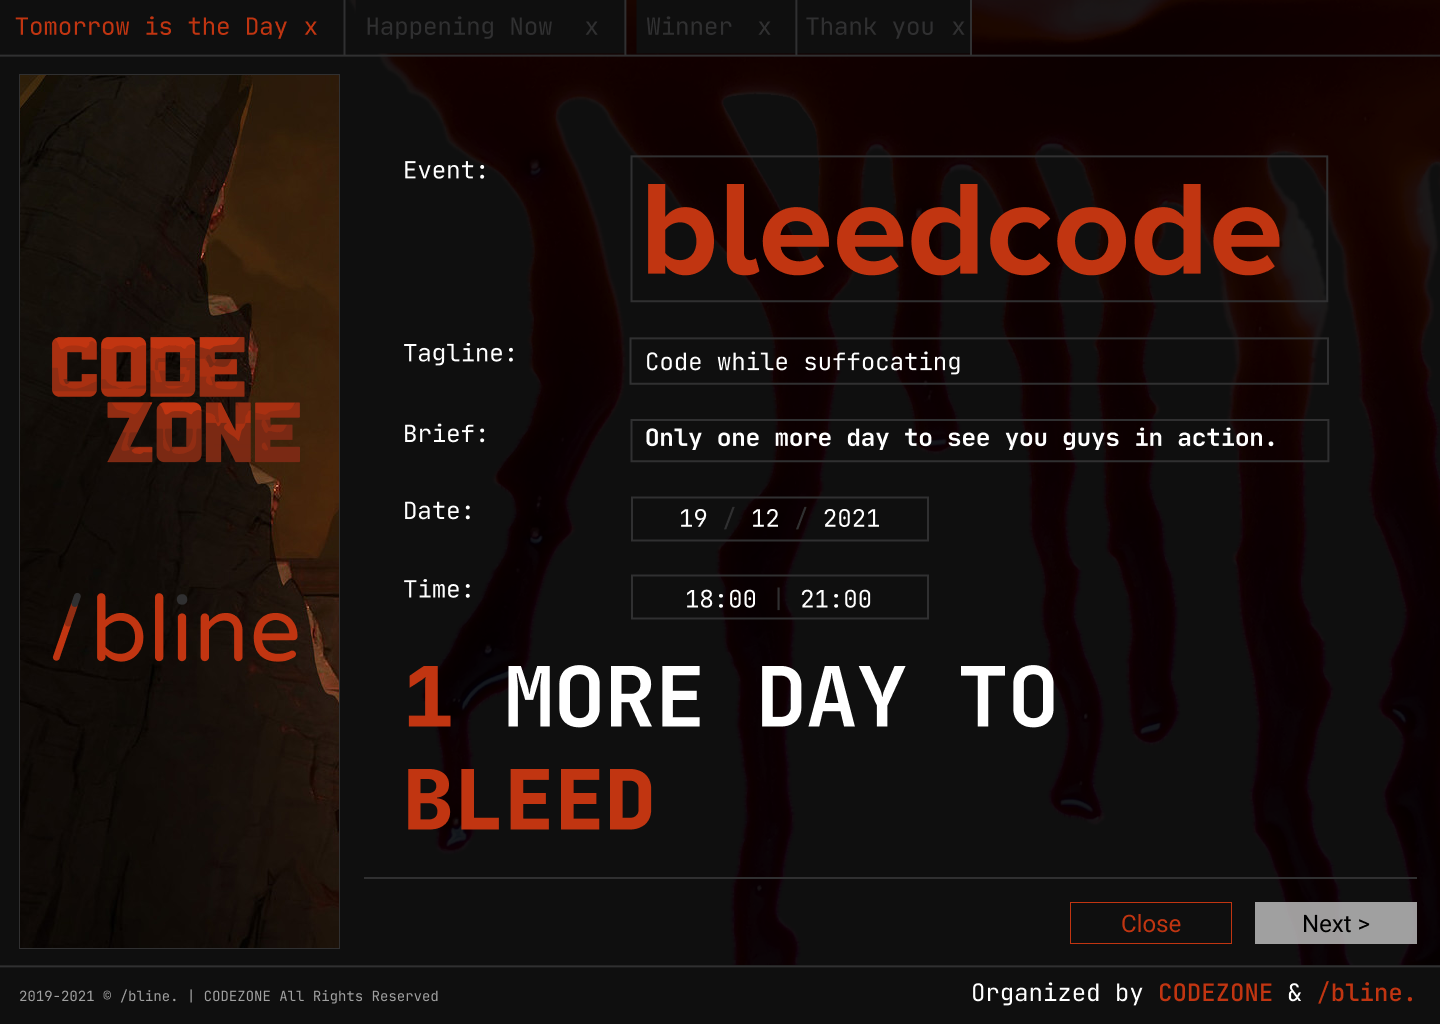 Tomorrow is the Day x Happening Now x Winner x Thank you x
CODE
ZONE
/bline
Event: bleedcode
Tagline: Code while suffocating
Brief: Only one more day to see you guys in action.
Date: 19 / 12 / 2021
Time: 18:00 | 21:00
1 MORE DAY TO
BLEED
Close Next >
2019-2021 © /bline. | CODEZONE All Rights Reserved
Organized by CODEZONE & /bline.